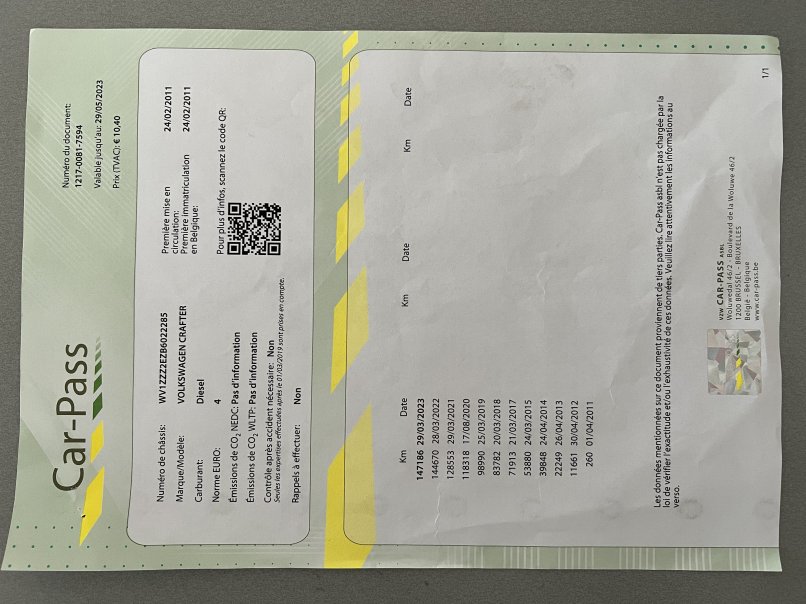 Car-Pass
Numéro du document:
1217-0081-7594
Valable jusqu'au: 29/05/2023
Prix (TVAC): € 10,40
Numéro de châssis: WV1ZZZ2EZB6022285
Marque/Modèle: VOLKSWAGEN CRAFTER
Carburant: Diesel
Norme EURO: 4
Émissions de CO₂ NEDC: Pas d'information
Émissions de CO₂ WLTP: Pas d'information
Contrôle après accident nécessaire: Non
Seules les expertises effectuées après le 01/03/2019 sont prises en compte.
Rappels à effectuer: Non
Première mise en circulation: 24/02/2011
Première immatriculation en Belgique: 24/02/2011
Pour plus d'infos, scannez le code QR:
Km Date Km Date Km Date
147186 29/03/2023
144670 28/03/2022
128553 29/03/2021
118318 17/08/2020
98990 25/03/2019
83782 20/03/2018
71913 21/03/2017
53880 24/03/2015
39848 24/04/2014
22249 26/04/2013
11661 30/04/2012
260 01/04/2011
Les données mentionnées sur ce document proviennent de tiers parties. Car-Pass asbl n'est pas chargée par la
loi de vérifier l'exactitude et/ou l'exhaustivité de ces données. Veuillez lire attentivement les informations au
verso.
VZW CAR-PASS ASBL
Woluwedal 46/2 - Boulevard de la Woluwe 46/2
1200 BRUSSEL - BRUXELLES
België - Belgique
www.car-pass.be
1/1